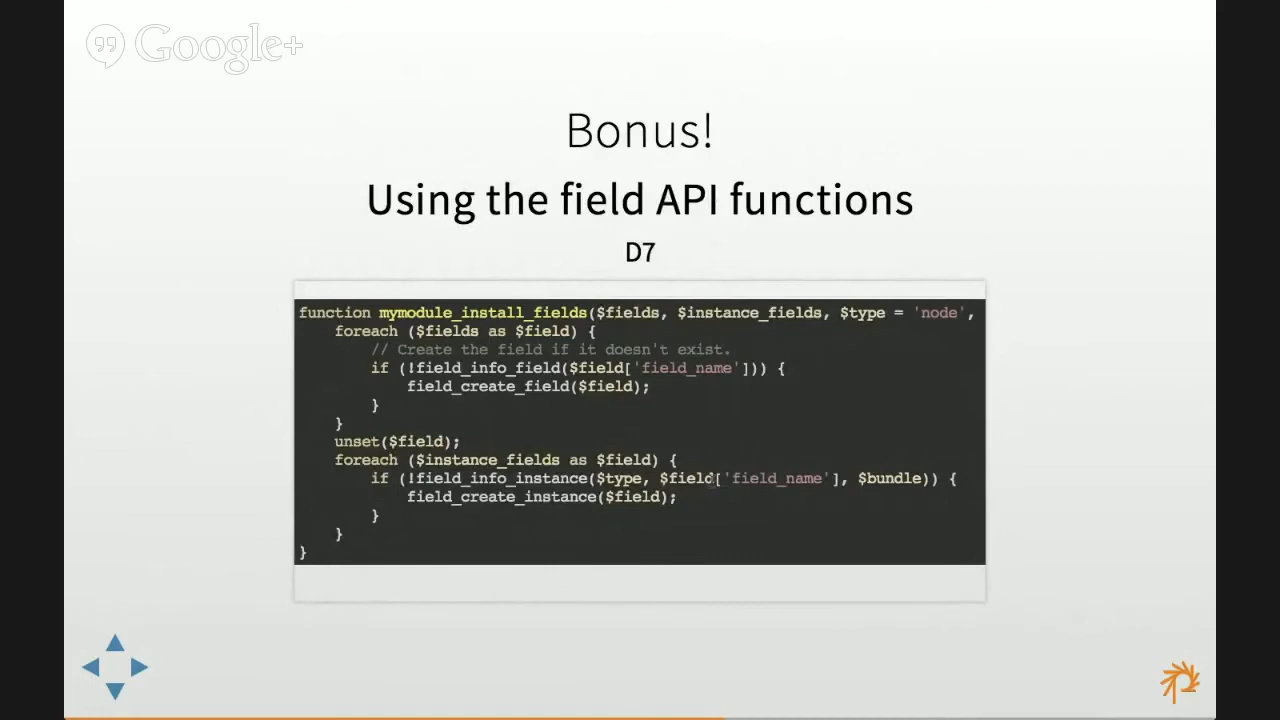 Google+
Bonus!
Using the field API functions
D7
function mymodule_install_fields($fields, $instance_fields, $type = 'node',
foreach ($fields as $field) {
// Create the field if it doesn't exist.
if (!field_info_field($field['field_name'])) {
field_create_field($field);
}
}
unset($field);
foreach ($instance_fields as $field) {
if (!field_info_instance($type, $field['field_name'], $bundle)) {
field_create_instance($field);
}
}
}